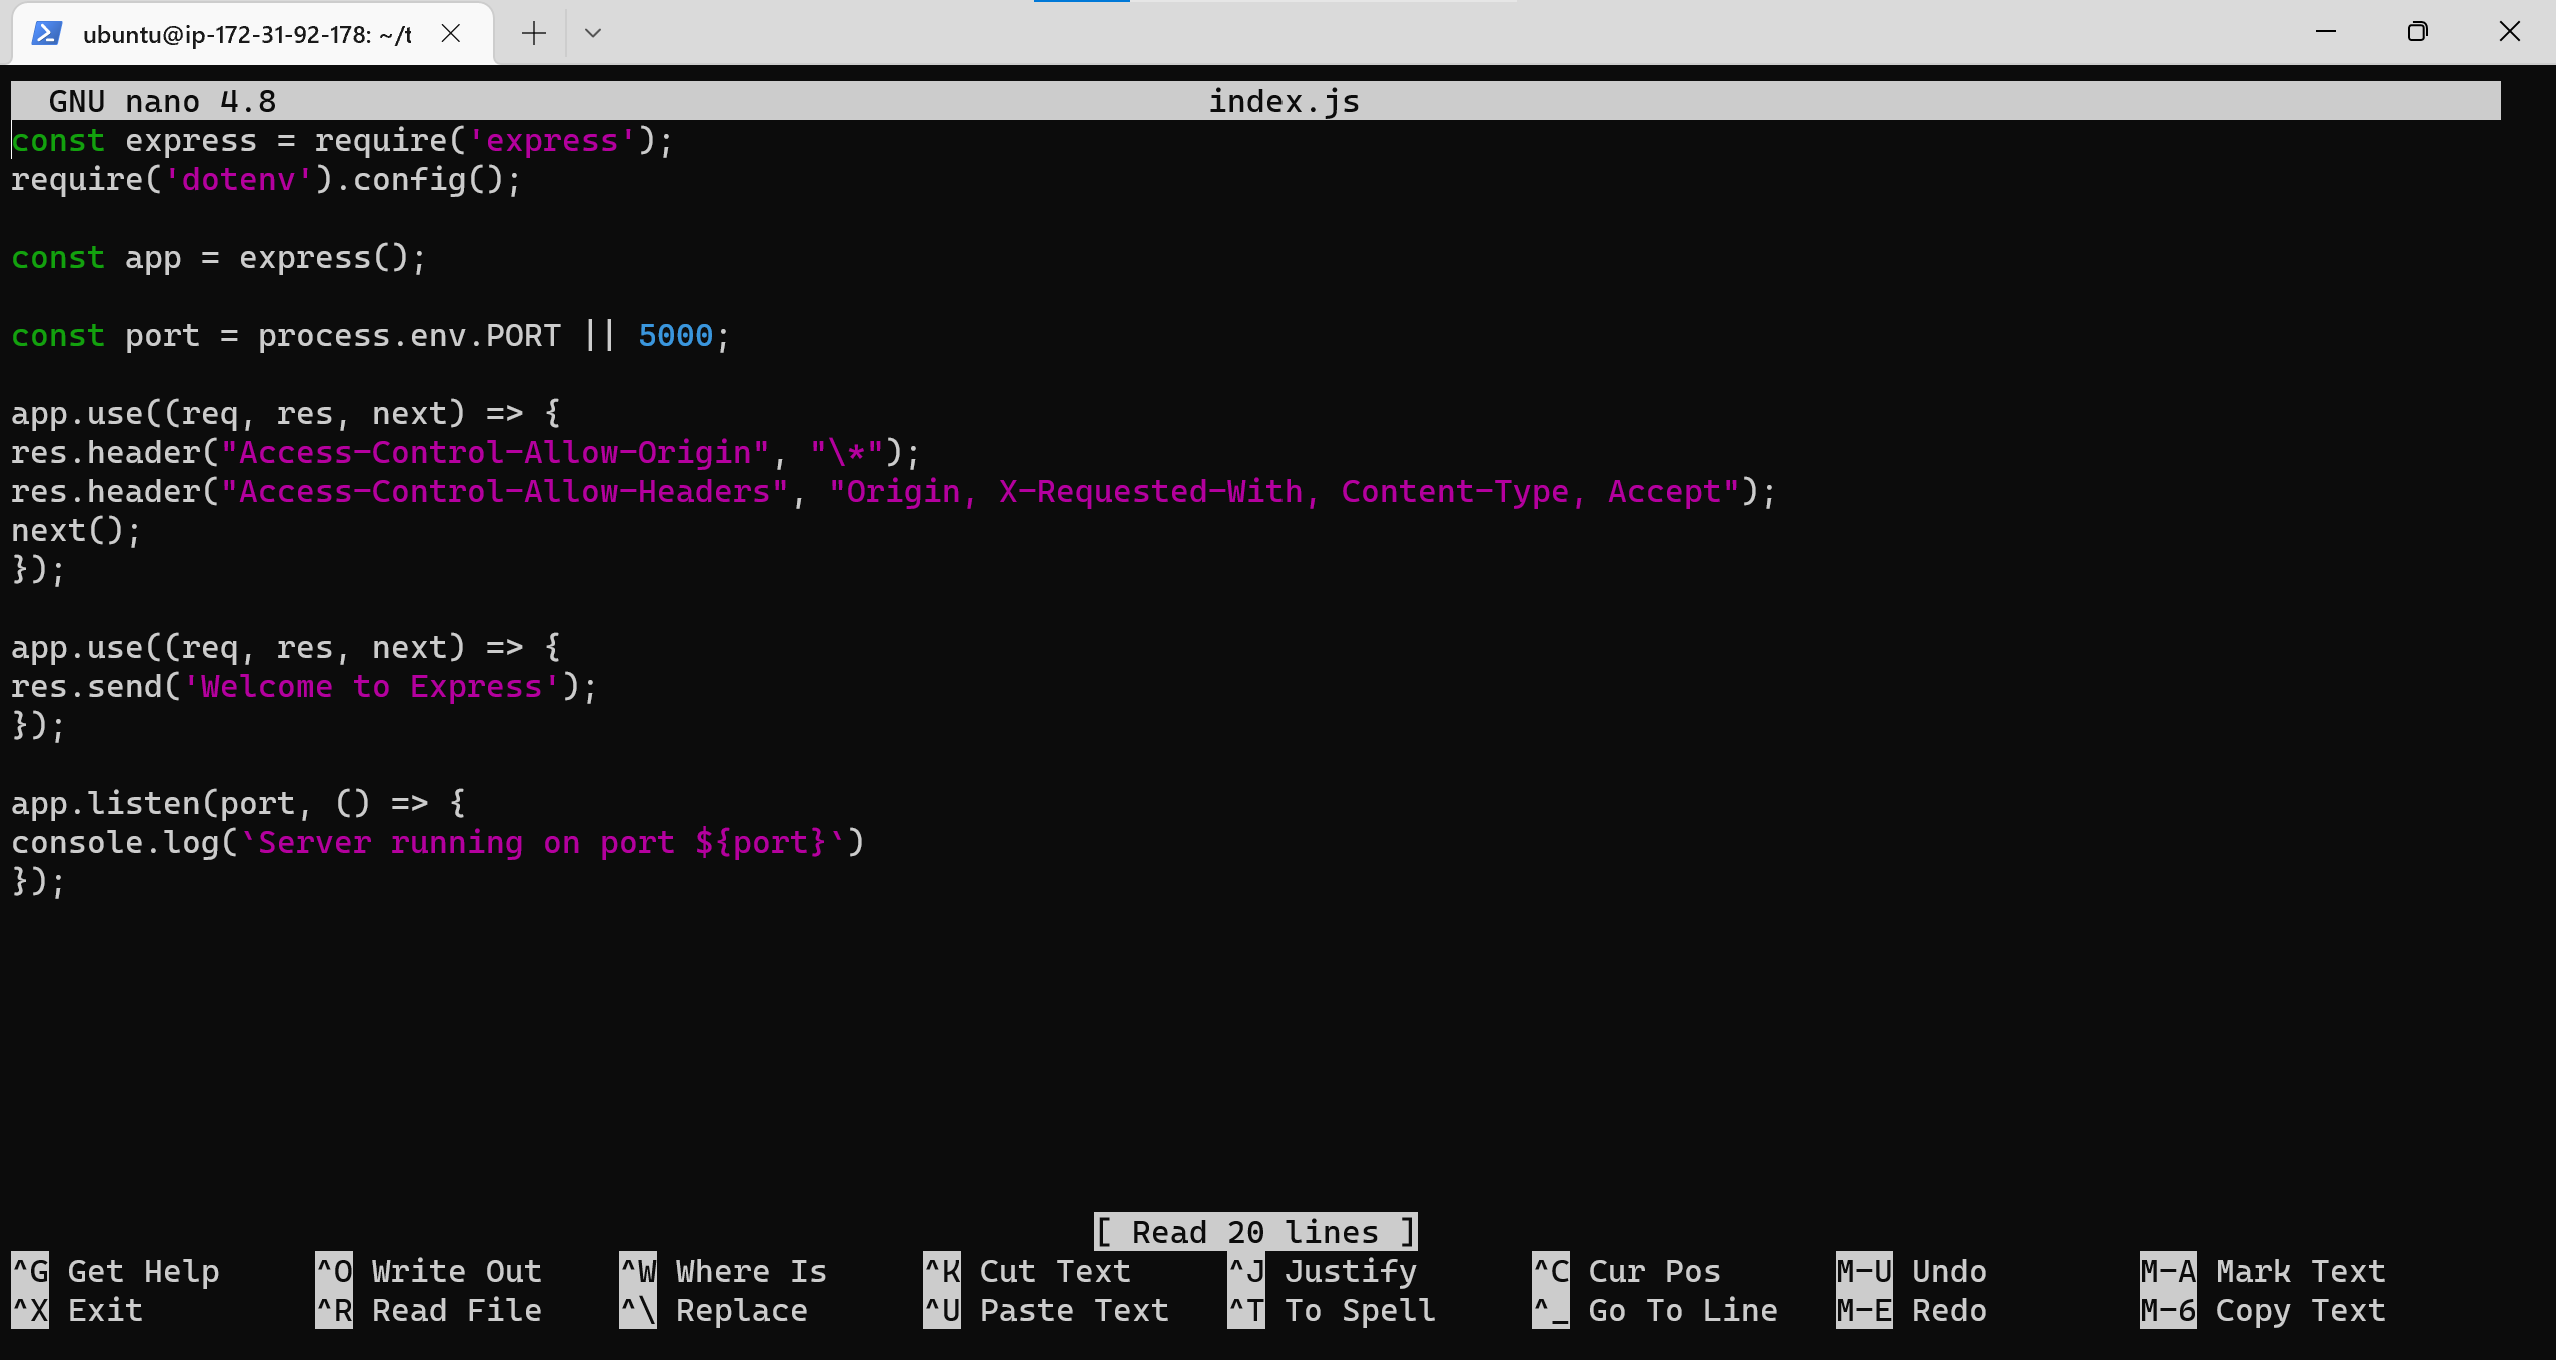 ubuntu@ip-172-31-92-178: ~/t
GNU nano 4.8 index.js
const express = require('express');
require('dotenv').config();

const app = express();

const port = process.env.PORT || 5000;

app.use((req, res, next) => {
res.header("Access-Control-Allow-Origin", "\*");
res.header("Access-Control-Allow-Headers", "Origin, X-Requested-With, Content-Type, Accept");
next();
});

app.use((req, res, next) => {
res.send('Welcome to Express');
});

app.listen(port, () => {
console.log(`Server running on port ${port}`)
});

[ Read 20 lines ]
^G Get Help ^O Write Out ^W Where Is ^K Cut Text ^J Justify ^C Cur Pos M-U Undo M-A Mark Text
^X Exit ^R Read File ^\ Replace ^U Paste Text ^T To Spell ^_ Go To Line M-E Redo M-6 Copy Text